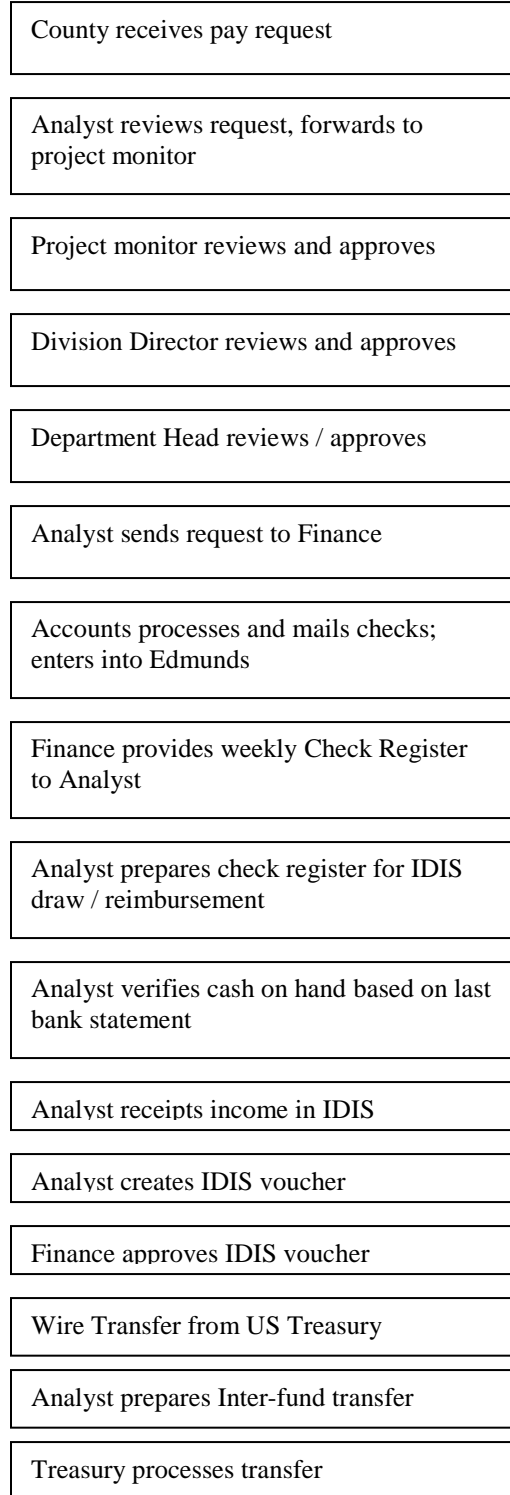 County receives pay request
Analyst reviews request, forwards to
project monitor
Project monitor reviews and approves
Division Director reviews and approves
Department Head reviews / approves
Analyst sends request to Finance
Accounts processes and mails checks;
enters into Edmunds
Finance provides weekly Check Register
to Analyst
Analyst prepares check register for IDIS
draw / reimbursement
Analyst verifies cash on hand based on last
bank statement
Analyst receipts income in IDIS
Analyst creates IDIS voucher
Finance approves IDIS voucher
Wire Transfer from US Treasury
Analyst prepares Inter-fund transfer
Treasury processes transfer